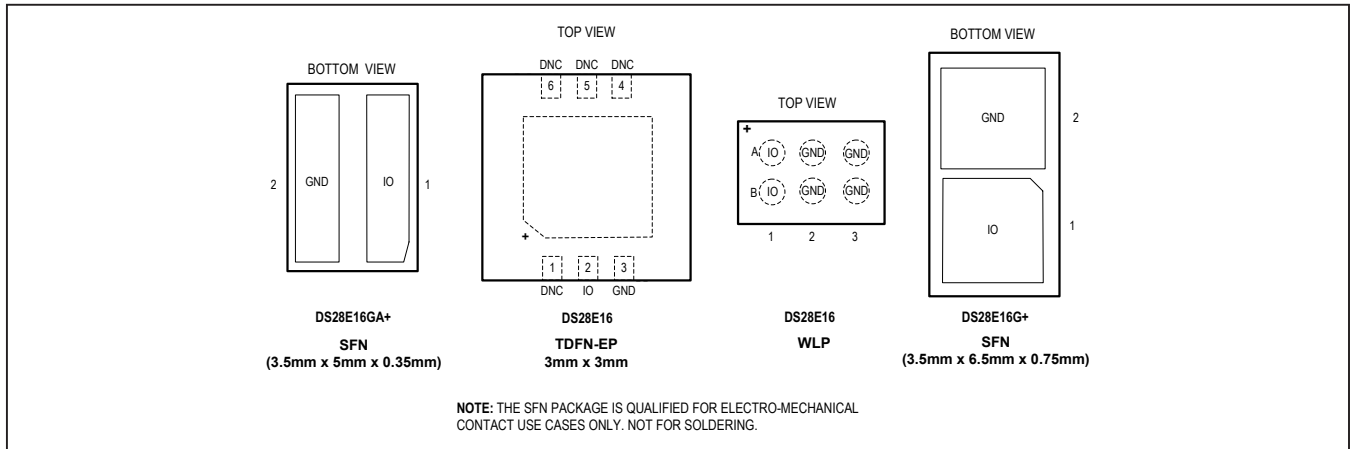 BOTTOM VIEW
2
GND
IO
1
DS28E16GA+
SFN
(3.5mm x 5mm x 0.35mm)
TOP VIEW
DNC DNC DNC
6 5 4
+
1 2 3
DNC IO GND
DS28E16
TDFN-EP
3mm x 3mm
TOP VIEW
+
A IO GND GND
B IO GND GND
1 2 3
DS28E16
WLP
BOTTOM VIEW
GND
2
IO
1
DS28E16G+
SFN
(3.5mm x 6.5mm x 0.75mm)
NOTE: THE SFN PACKAGE IS QUALIFIED FOR ELECTRO-MECHANICAL
CONTACT USE CASES ONLY. NOT FOR SOLDERING.